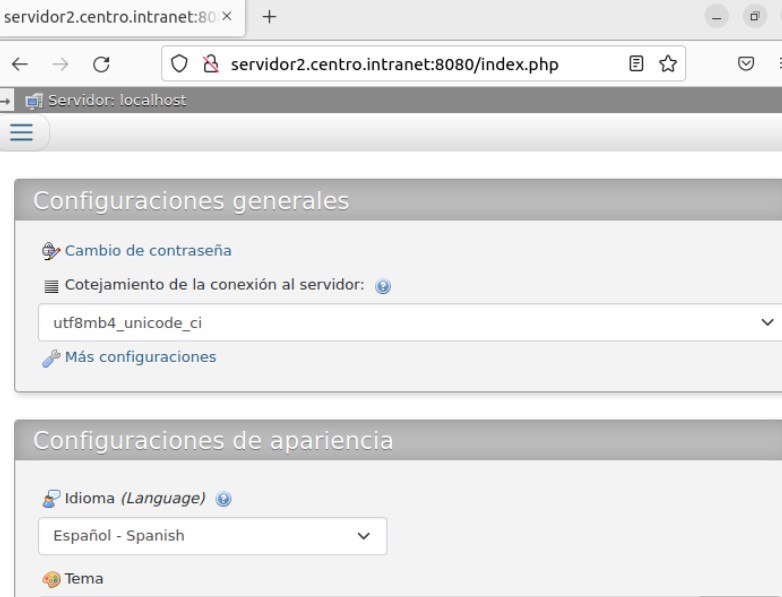 servidor2.centro.intranet:80
servidor2.centro.intranet:8080/index.php
Servidor: localhost
Configuraciones generales
Cambio de contraseña
Cotejamiento de la conexión al servidor:
utf8mb4_unicode_ci
Más configuraciones
Configuraciones de apariencia
Idioma (Language)
Español - Spanish
Tema